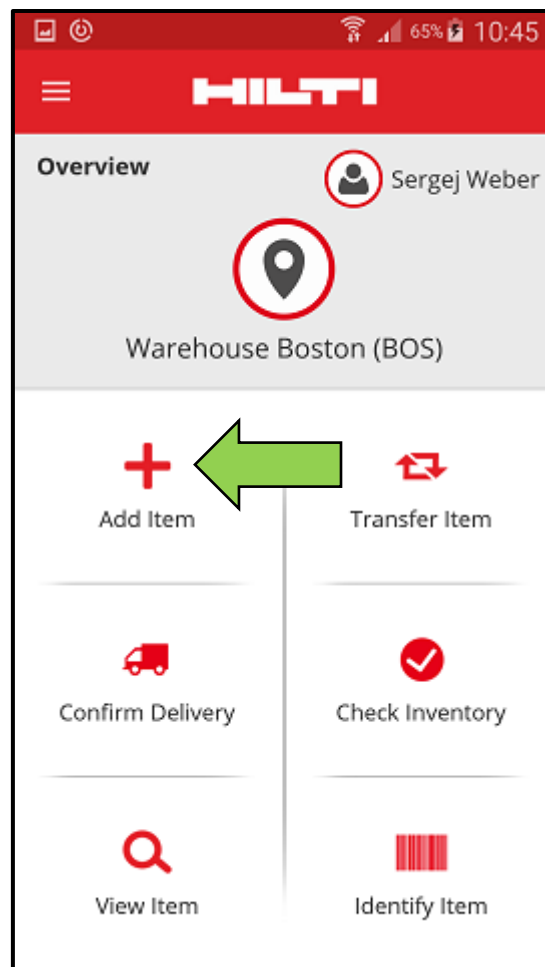 65% 10:45
HILTI
Overview
Sergej Weber
Warehouse Boston (BOS)
Add Item
Transfer Item
Confirm Delivery
Check Inventory
View Item
Identify Item